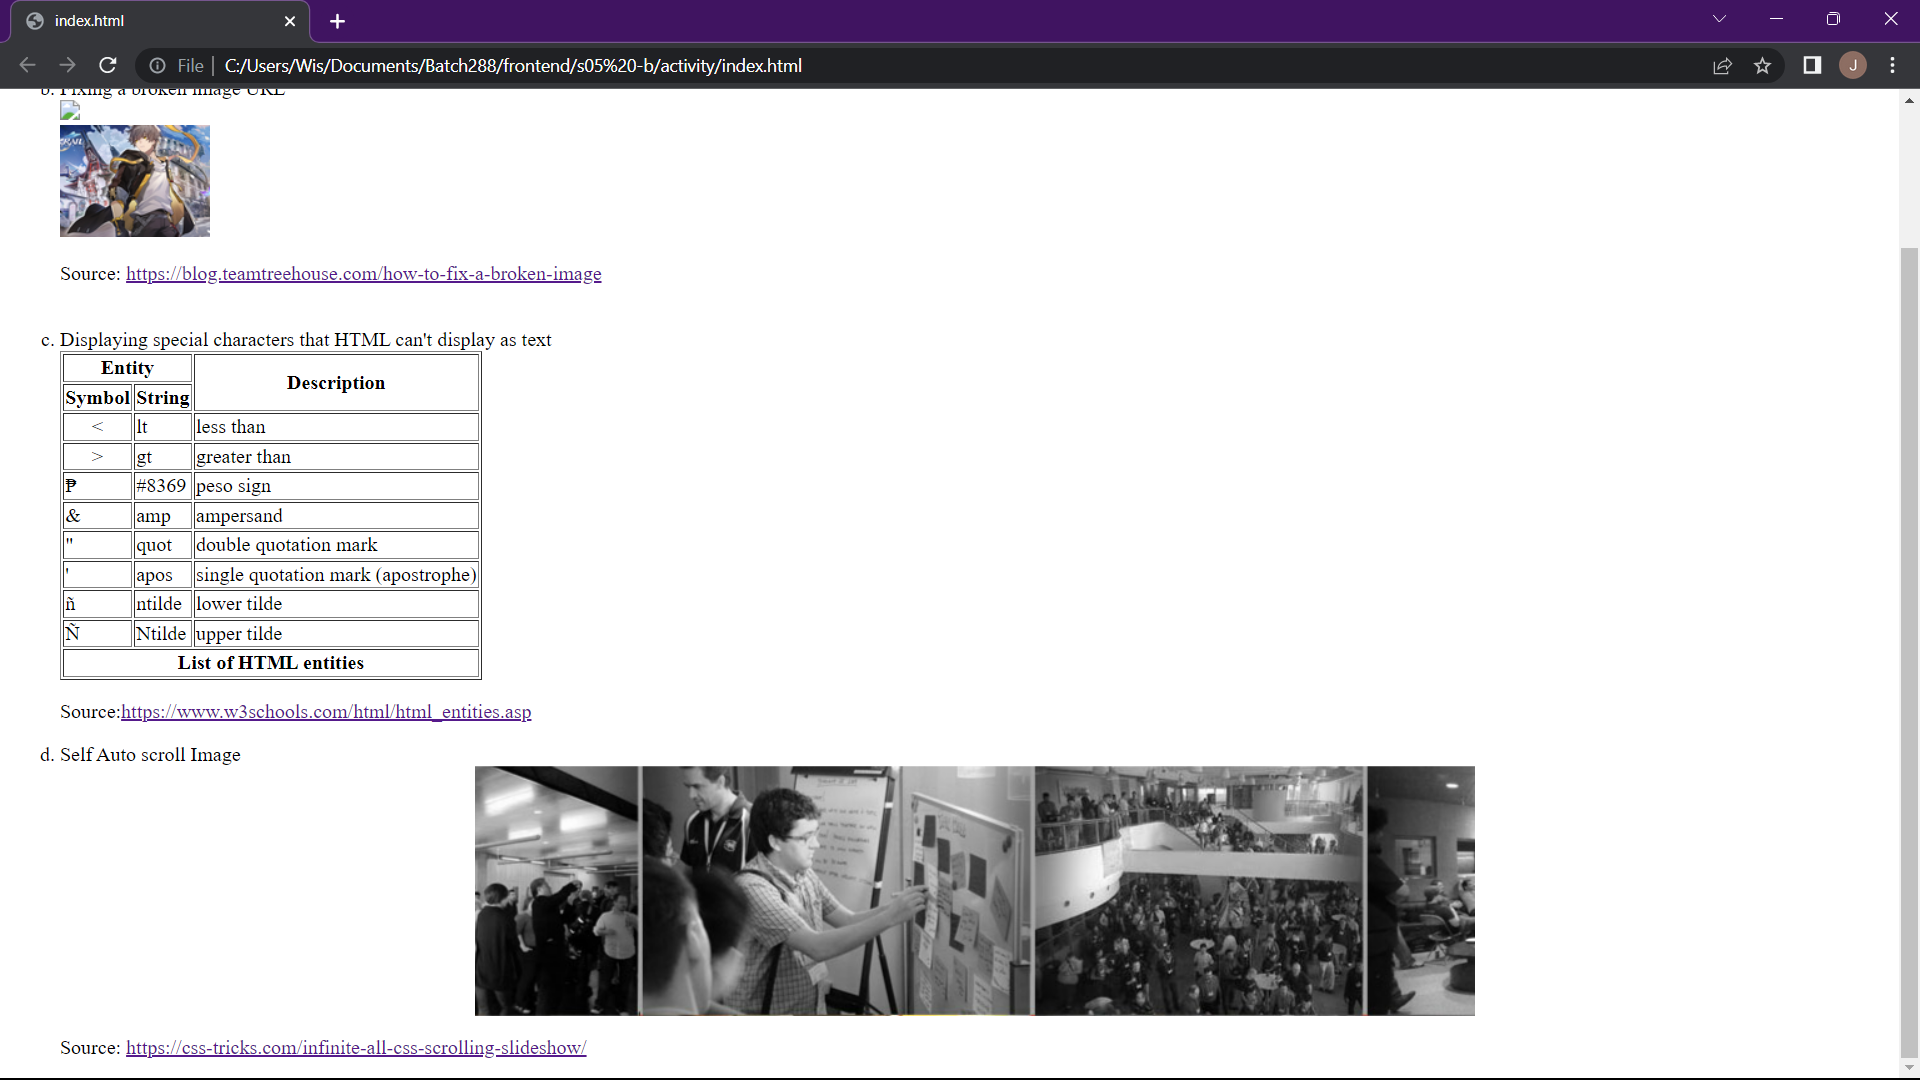 index.html
File
C:/Users/Wis/Documents/Batch288/frontend/s05%20-b/activity/index.html
J
b. Fixing a broken image URL
RAIL
Source: https://blog.teamtreehouse.com/how-to-fix-a-broken-image
c. Displaying special characters that HTML can't display as text
Entity Description
Symbol String
< lt less than
> gt greater than
₱ #8369 peso sign
& amp ampersand
" quot double quotation mark
' apos single quotation mark (apostrophe)
ñ ntilde lower tilde
Ñ Ntilde upper tilde
List of HTML entities
Source:https://www.w3schools.com/html/html_entities.asp
d. Self Auto scroll Image
Source: https://css-tricks.com/infinite-all-css-scrolling-slideshow/